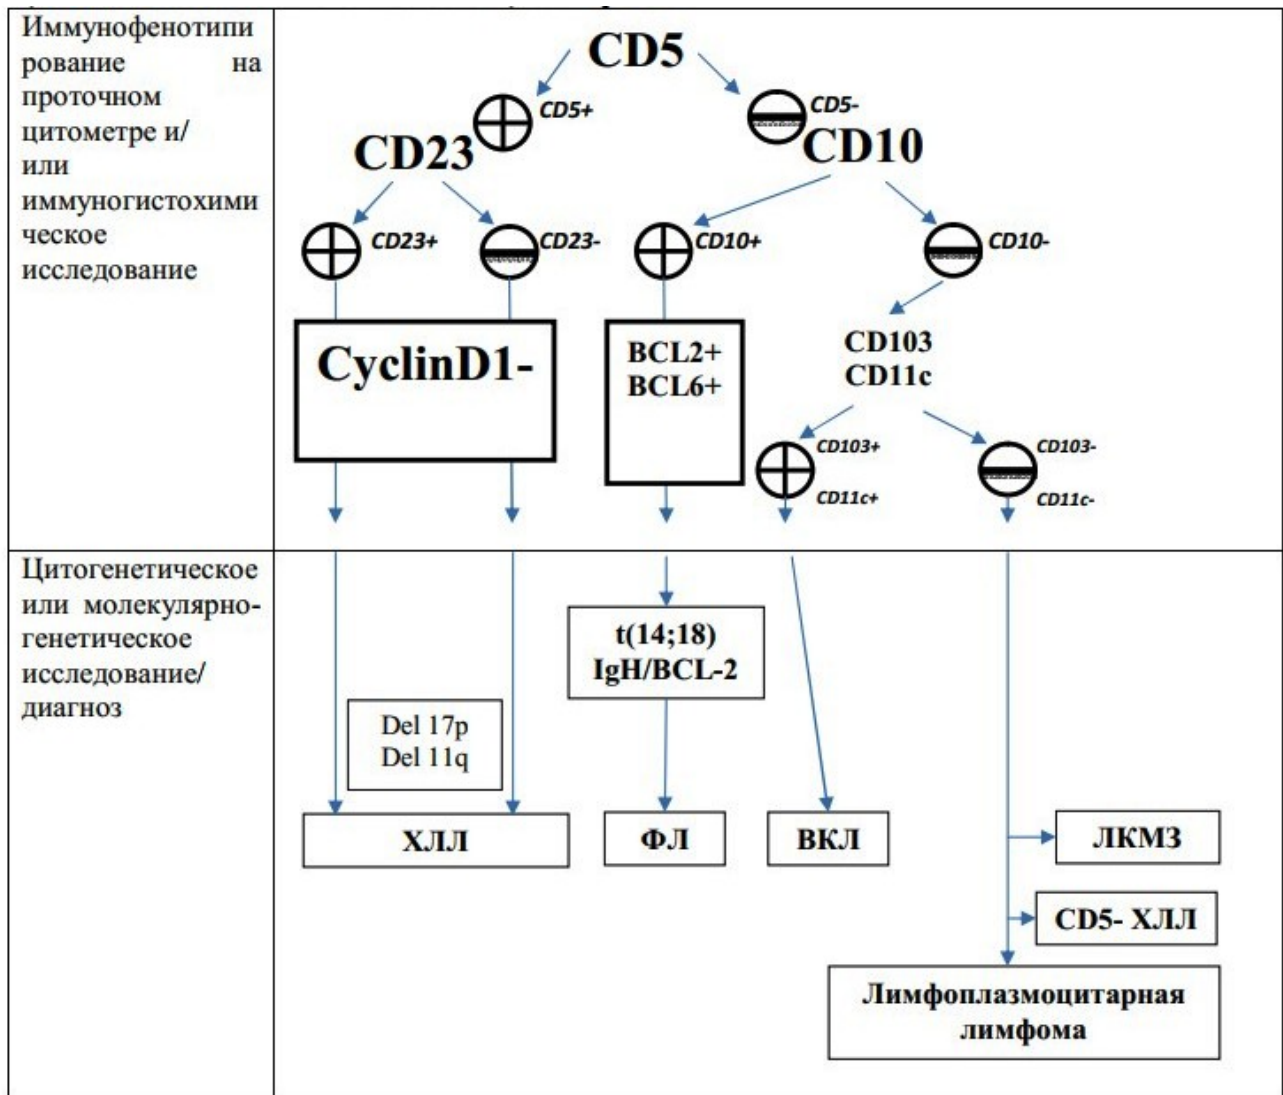 Иммунофенотипи
рование на
проточном
цитометре и/
или
иммуногистохими
ческое
исследование
CD5
CD5+
CD5-
CD23
CD10
CD23+
CD23-
CD10+
CD10-
CyclinD1-
BCL2+
BCL6+
CD103
CD11c
CD103+
CD11c+
CD103-
CD11c-
Цитогенетическое
или молекулярно-
генетическое
исследование/
диагноз
t(14;18)
IgH/BCL-2
Del 17p
Del 11q
ХЛЛ
ФЛ
ВКЛ
ЛКМЗ
CD5- ХЛЛ
Лимфоплазмоцитарная
лимфома